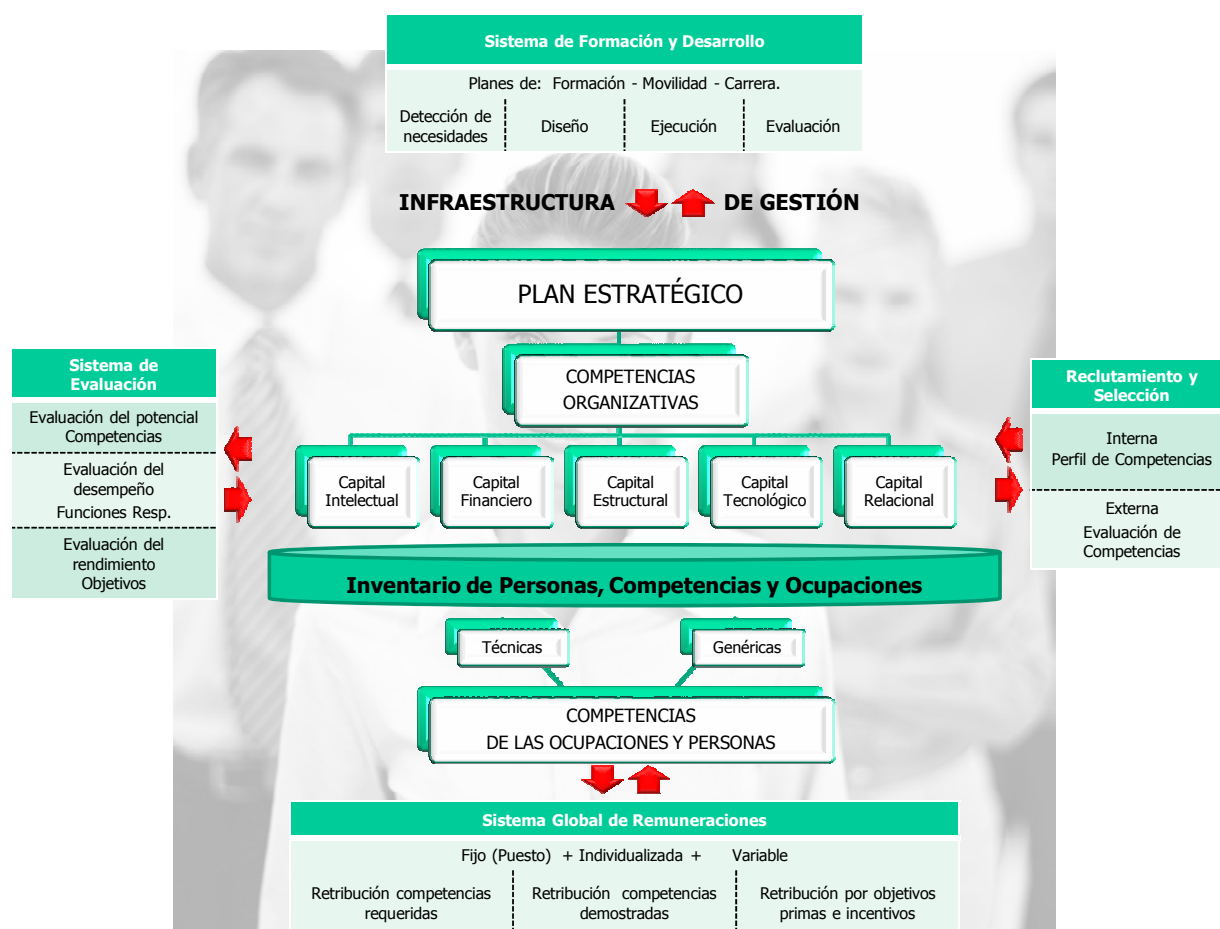 Sistema de Formación y Desarrollo
Planes de: Formación - Movilidad - Carrera.
Detección de
necesidades
Diseño
Ejecución
Evaluación
INFRAESTRUCTURA DE GESTIÓN
PLAN ESTRATÉGICO
COMPETENCIAS
ORGANIZATIVAS
Sistema de
Evaluación
Evaluación del potencial
Competencias
Evaluación del
desempeño
Funciones Resp.
Evaluación del
rendimiento
Objetivos
Capital
Intelectual
Capital
Financiero
Capital
Estructural
Capital
Tecnológico
Capital
Relacional
Reclutamiento y
Selección
Interna
Perfil de Competencias
Externa
Evaluación de
Competencias
Inventario de Personas, Competencias y Ocupaciones
Técnicas
Genéricas
COMPETENCIAS
DE LAS OCUPACIONES Y PERSONAS
Sistema Global de Remuneraciones
Fijo (Puesto) + Individualizada + Variable
Retribución competencias
requeridas
Retribución competencias
demostradas
Retribución por objetivos
primas e incentivos